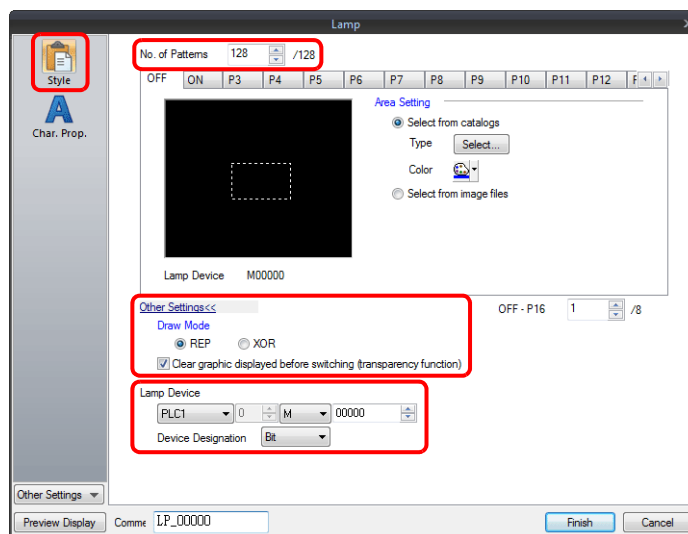 Lamp
Style
Char. Prop.
No. of Patterns 128 /128
OFF ON P3 P4 P5 P6 P7 P8 P9 P10 P11 P12
Area Setting
Select from catalogs
Type Select...
Color
Select from image files
Lamp Device M00000
Other Settings<<
OFF - P16 1 /8
Draw Mode
REP XOR
Clear graphic displayed before switching (transparency function)
Lamp Device
PLC1 0 M 00000
Device Designation Bit
Other Settings
Preview Display Comme LP_00000 Finish Cancel